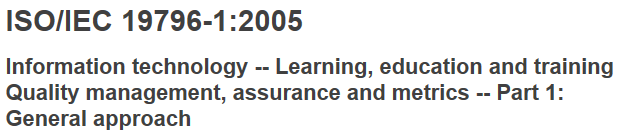 ISO/IEC 19796-1:2005
Information technology -- Learning, education and training
Quality management, assurance and metrics -- Part 1:
General approach